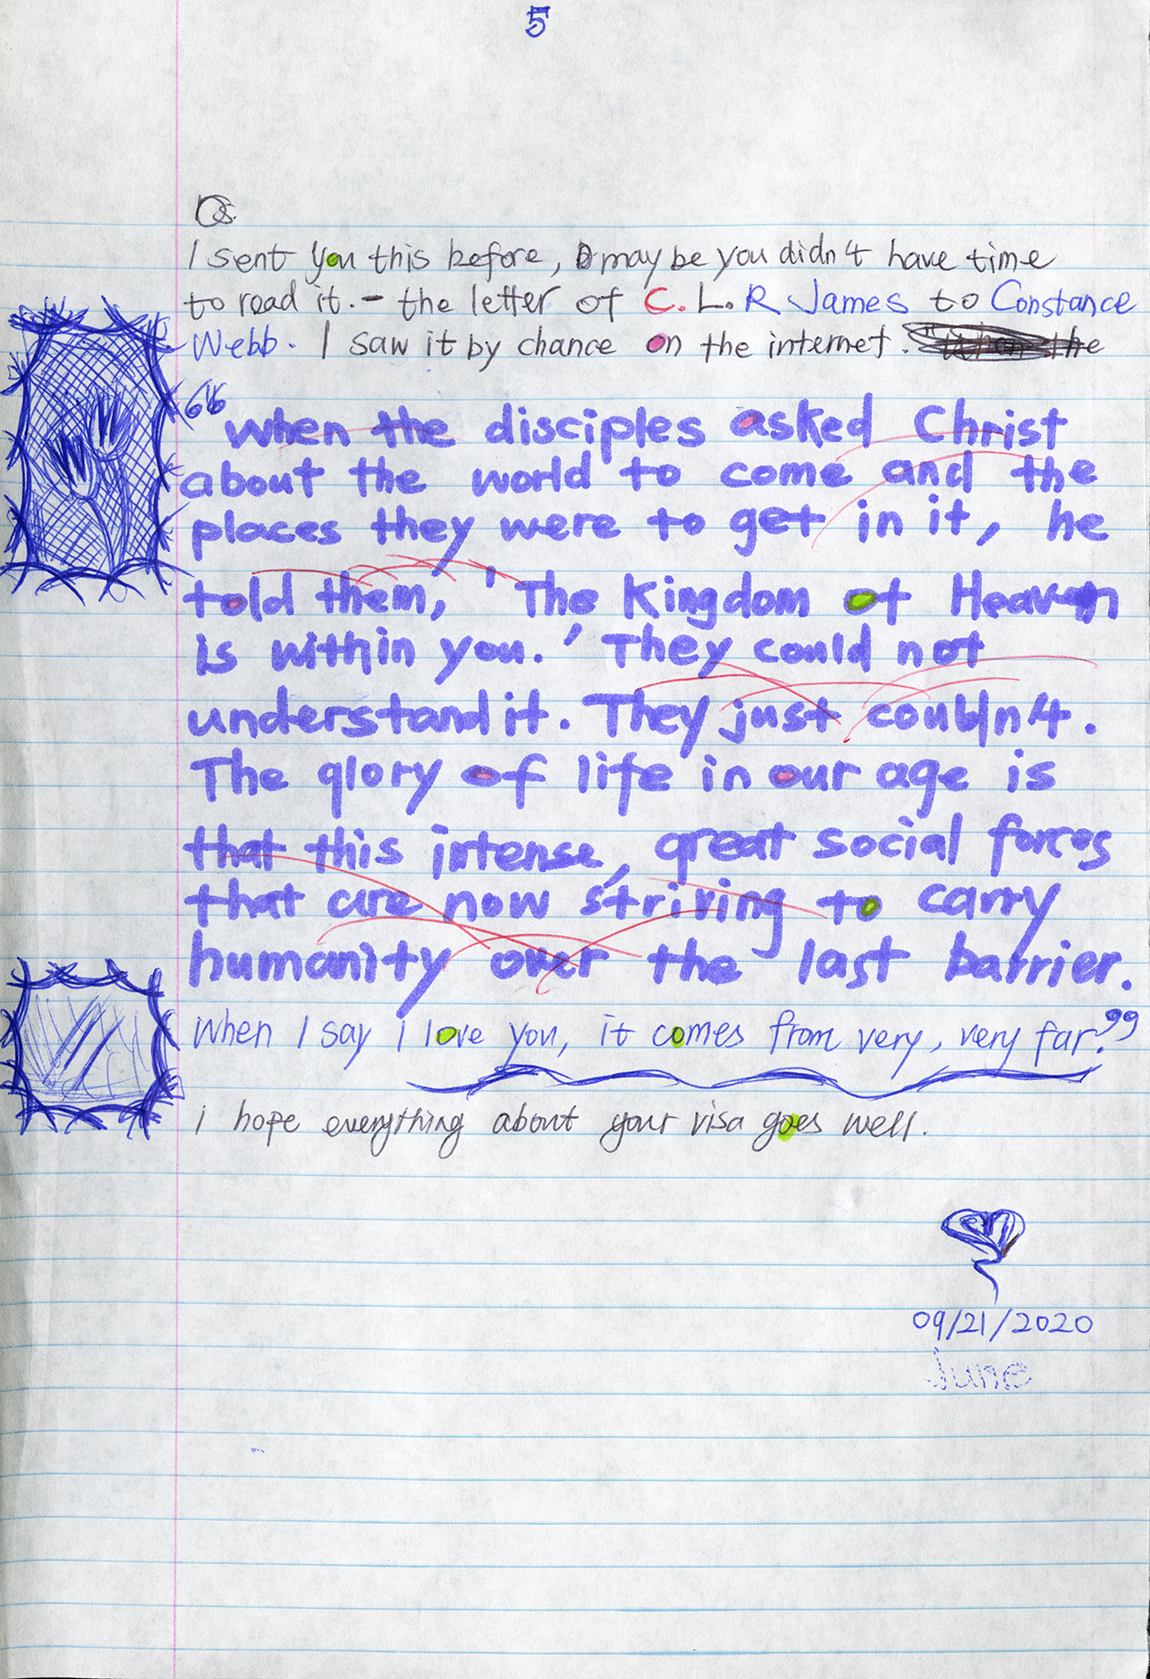 5
I sent you this before, may be you didn't have time
to read it. - the letter of C. L. R James to Constance
Webb. I saw it by chance on the internet. the
“when the disciples asked Christ
about the world to come and the
places they were to get in it, he
told them, 'The Kingdom of Heaven
is within you.' They could not
understand it. They just couldn't.
The glory of life in our age is
that this intense, great social forces
that are now striving to carry
humanity over the last barrier.
When I say I love you, it comes from very, very far.”
i hope everything about your visa goes well.
09/21/2020
June